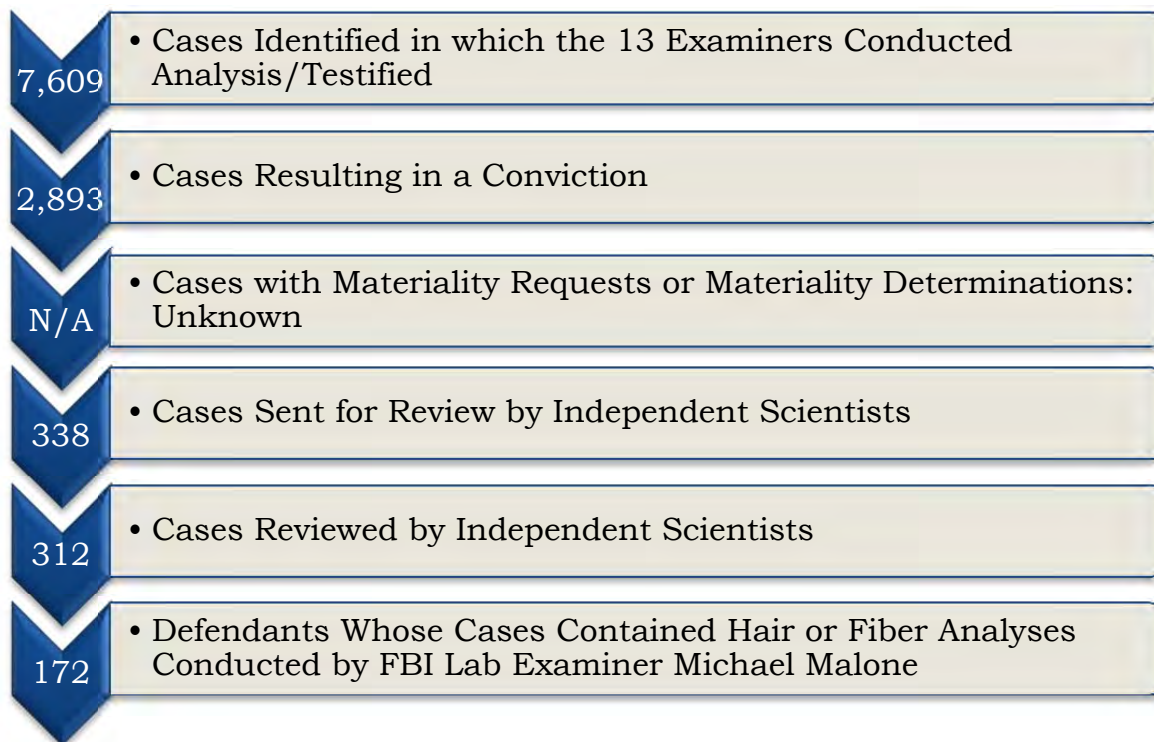 7,609
• Cases Identified in which the 13 Examiners Conducted
Analysis/Testified
2,893
• Cases Resulting in a Conviction
N/A
• Cases with Materiality Requests or Materiality Determinations:
Unknown
338
• Cases Sent for Review by Independent Scientists
312
• Cases Reviewed by Independent Scientists
172
• Defendants Whose Cases Contained Hair or Fiber Analyses
Conducted by FBI Lab Examiner Michael Malone